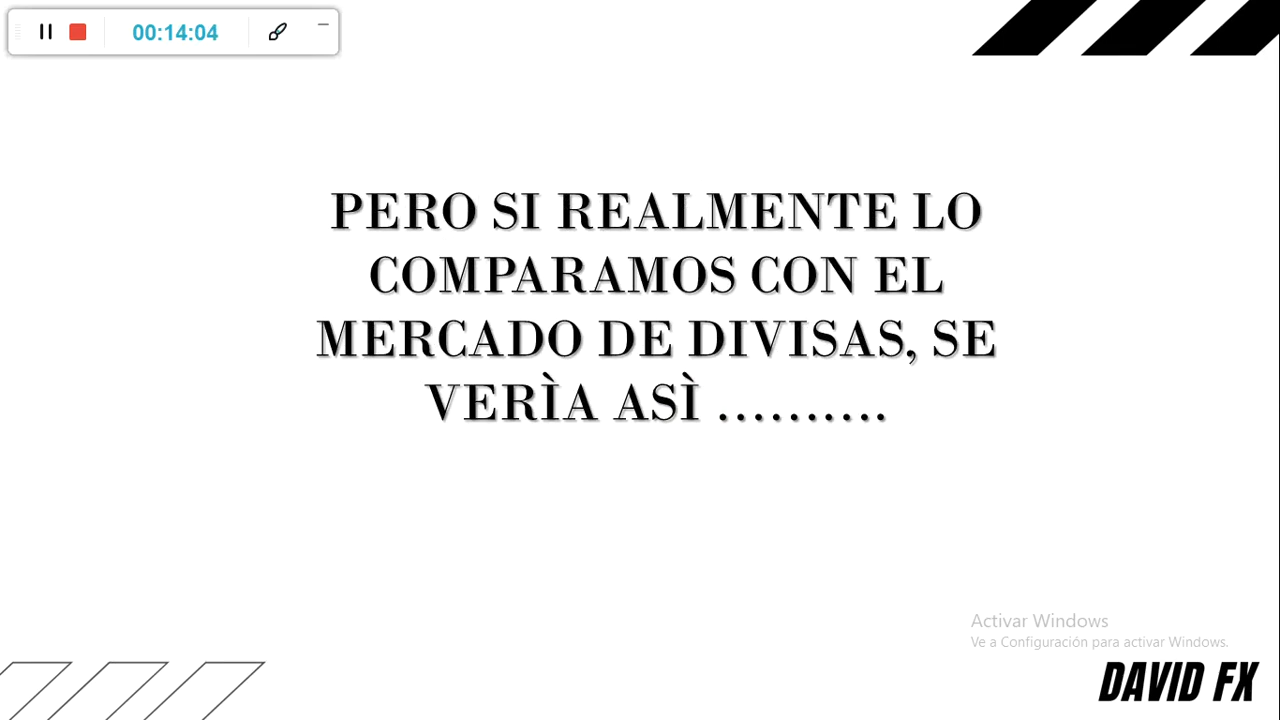 00:14:04
PERO SI REALMENTE LO
COMPARAMOS CON EL
MERCADO DE DIVISAS, SE
VERÌA ASÌ ..........
Activar Windows
Ve a Configuración para activar Windows.
DAVID FX